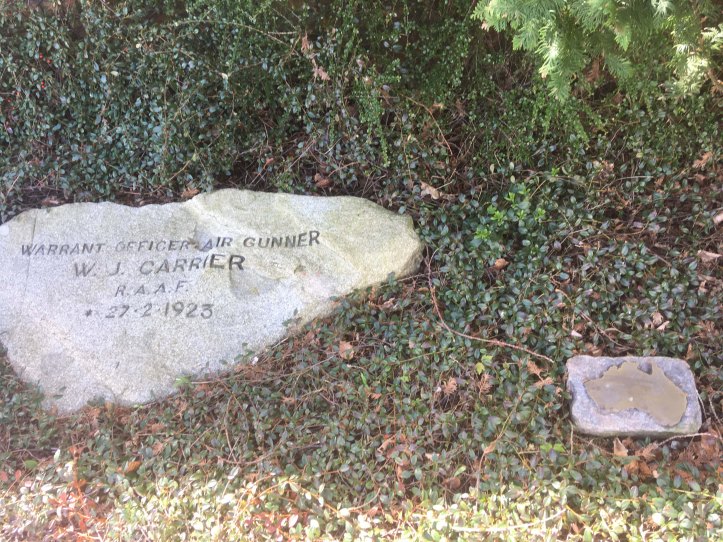 WARRANT OFFICER-AIR GUNNER
W. J. CARRIER
R.A.A.F.
* 27-2-1923